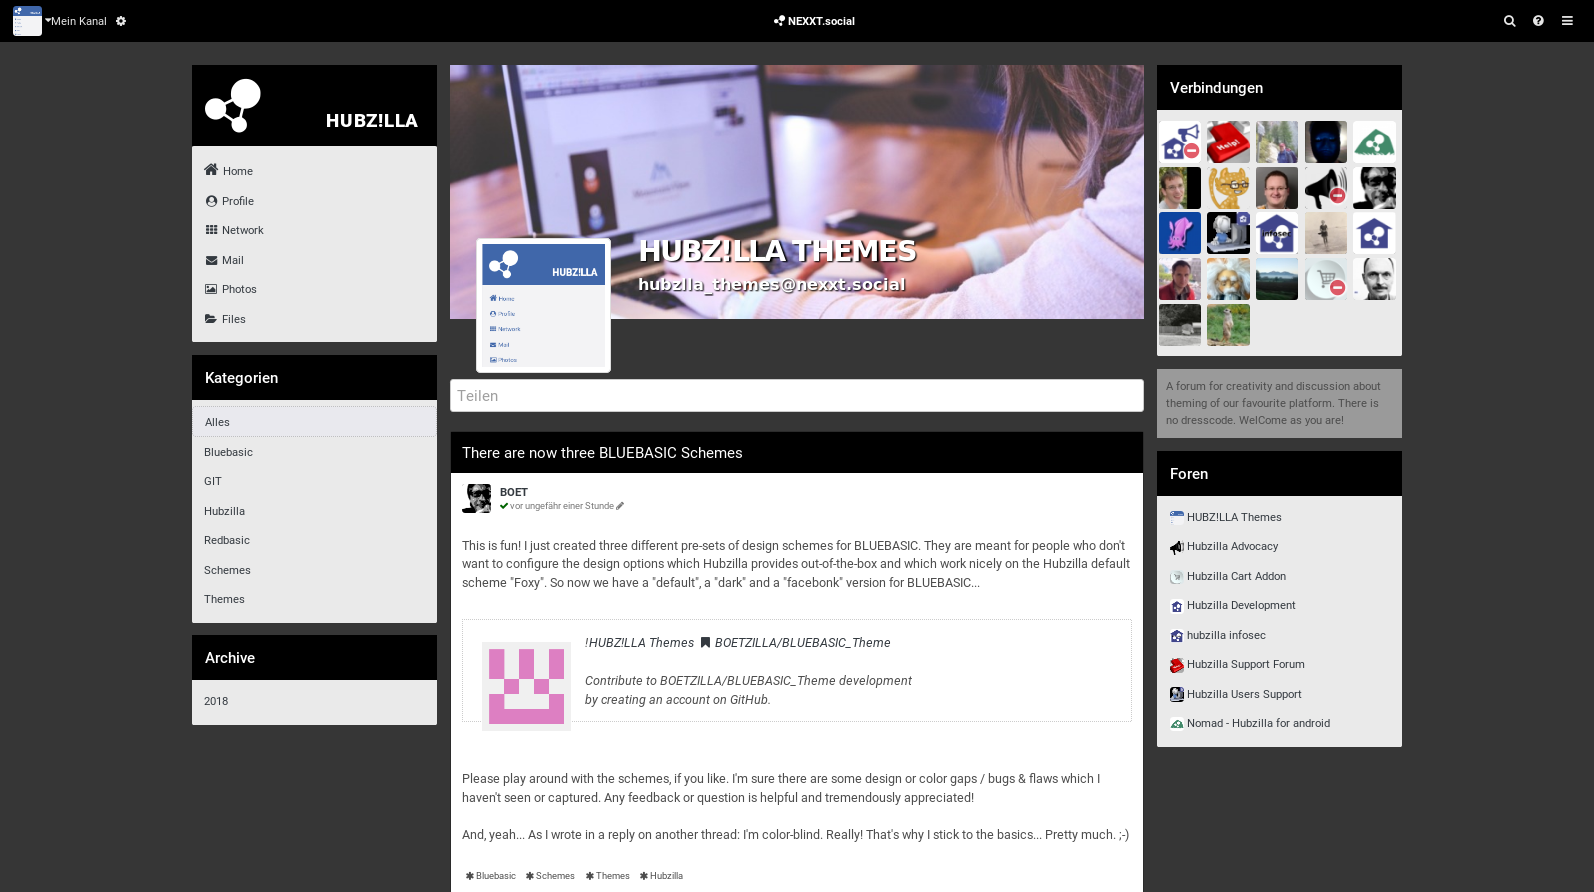 Mein Kanal
NEXXT.social
HUBZ!LLA
Home
Profile
Network
Mail
Photos
Files
Kategorien
Alles
Bluebasic
GIT
Hubzilla
Redbasic
Schemes
Themes
Archive
2018
HUBZ!LLA THEMES
hubzlla_themes@nexxt.social
HUBZ!LLA
Home
Profile
Network
Mail
Photos
Teilen
There are now three BLUEBASIC Schemes
BOET
vor ungefähr einer Stunde
This is fun! I just created three different pre-sets of design schemes for BLUEBASIC. They are meant for people who don't
want to configure the design options which Hubzilla provides out-of-the-box and which work nicely on the Hubzilla default
scheme "Foxy". So now we have a "default", a "dark" and a "facebonk" version for BLUEBASIC...
!HUBZ!LLA Themes BOETZILLA/BLUEBASIC_Theme
Contribute to BOETZILLA/BLUEBASIC_Theme development
by creating an account on GitHub.
Please play around with the schemes, if you like. I'm sure there are some design or color gaps / bugs & flaws which I
haven't seen or captured. Any feedback or question is helpful and tremendously appreciated!
And, yeah... As I wrote in a reply on another thread: I'm color-blind. Really! That's why I stick to the basics... Pretty much. ;-)
Bluebasic Schemes Themes Hubzilla
Verbindungen
Help!
infosec
A forum for creativity and discussion about
theming of our favourite platform. There is
no dresscode. WelCome as you are!
Foren
HUBZ!LLA Themes
Hubzilla Advocacy
Hubzilla Cart Addon
Hubzilla Development
hubzilla infosec
Hubzilla Support Forum
Hubzilla Users Support
Nomad - Hubzilla for android